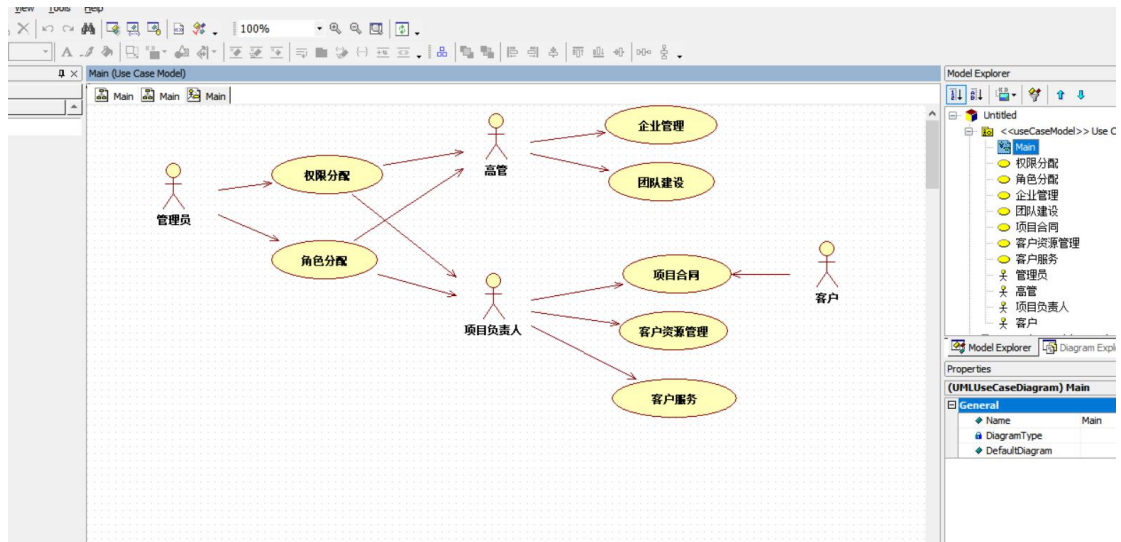 View Tools Help
100%
Main (Use Case Model)
Main Main Main
管理员
权限分配
角色分配
高管
项目负责人
企业管理
团队建设
项目合同
客户资源管理
客户服务
客户
Model Explorer
Untitled
<<useCaseModel>> Use C
Main
权限分配
角色分配
企业管理
团队建设
项目合同
客户资源管理
客户服务
管理员
高管
项目负责人
客户
Model Explorer Diagram Expl
Properties
(UMLUseCaseDiagram) Main
General
Name Main
DiagramType
DefaultDiagram